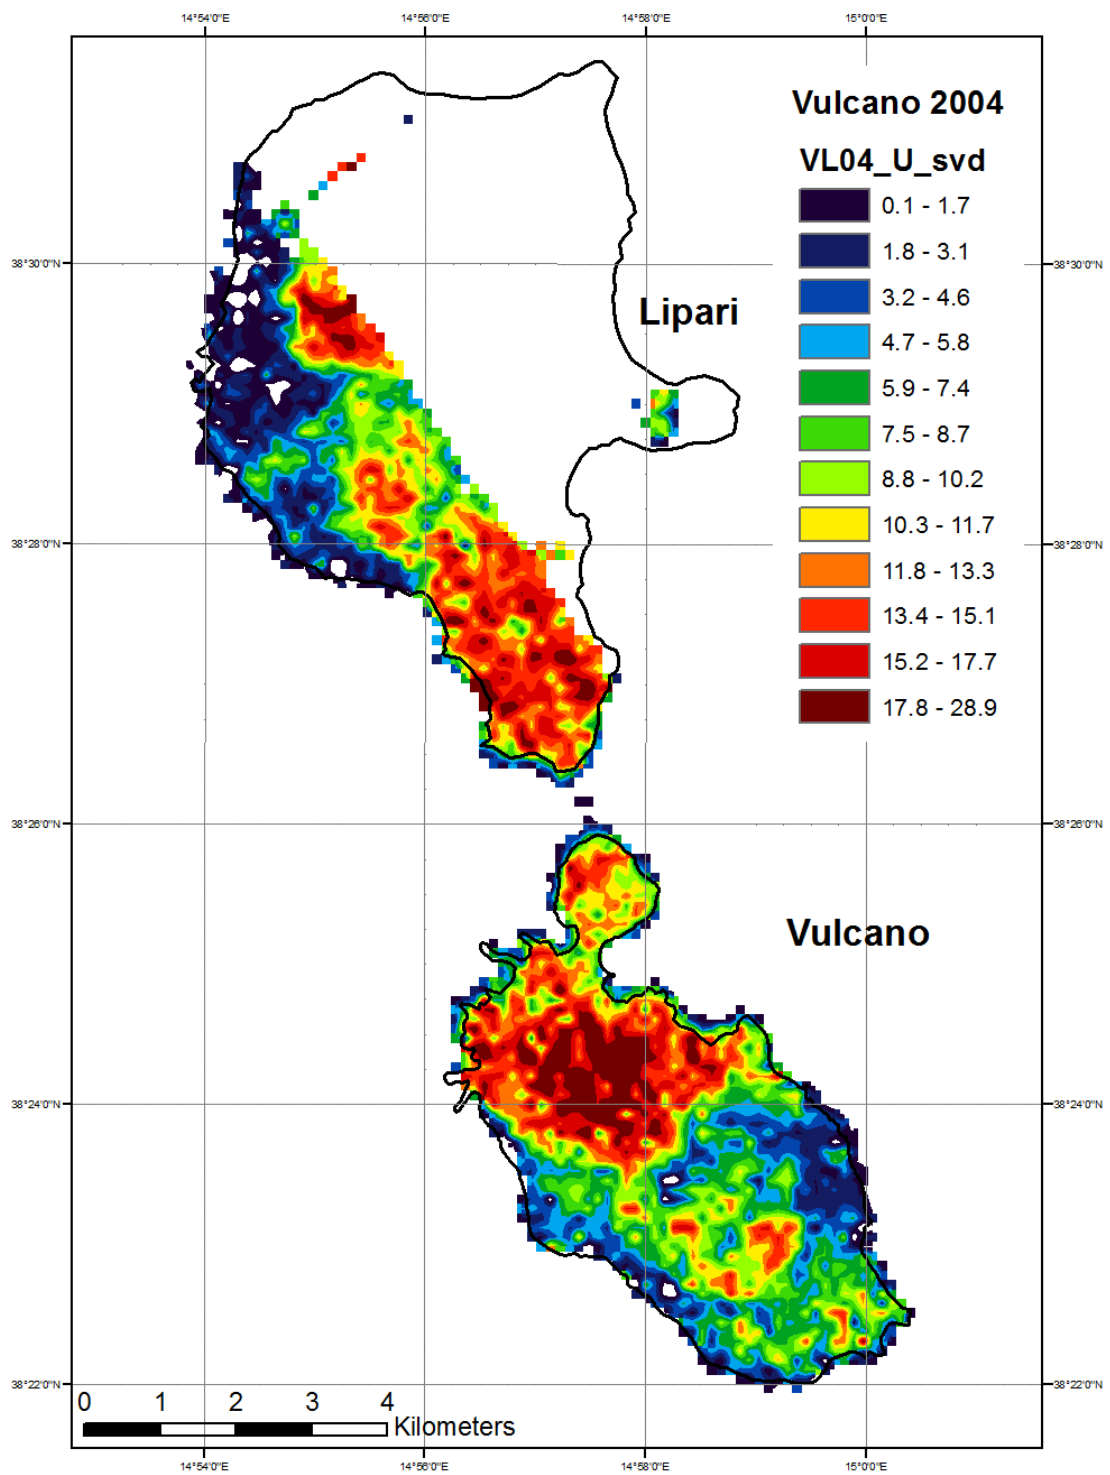 14°54'0"E 14°56'0"E 14°58'0"E 15°0'0"E
Vulcano 2004
VL04_U_svd
0.1 - 1.7
1.8 - 3.1
3.2 - 4.6
4.7 - 5.8
5.9 - 7.4
7.5 - 8.7
8.8 - 10.2
10.3 - 11.7
11.8 - 13.3
13.4 - 15.1
15.2 - 17.7
17.8 - 28.9
38°30'0"N 38°30'0"N
Lipari
38°28'0"N 38°28'0"N
38°26'0"N 38°26'0"N
Vulcano
38°24'0"N 38°24'0"N
38°22'0"N 38°22'0"N
0 1 2 3 4
Kilometers
14°54'0"E 14°56'0"E 14°58'0"E 15°0'0"E